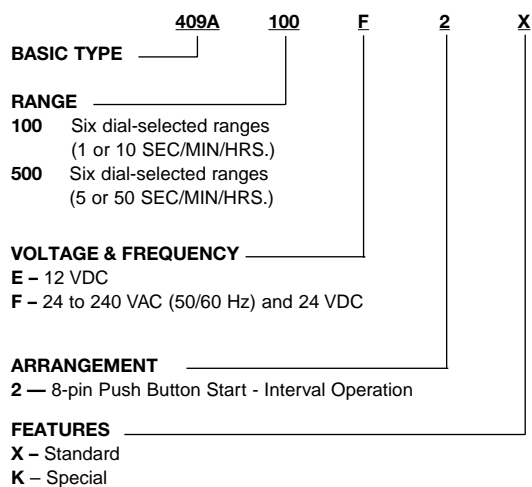 409A 100 F 2 X
BASIC TYPE
RANGE
100 Six dial-selected ranges
(1 or 10 SEC/MIN/HRS.)
500 Six dial-selected ranges
(5 or 50 SEC/MIN/HRS.)
VOLTAGE & FREQUENCY
E – 12 VDC
F – 24 to 240 VAC (50/60 Hz) and 24 VDC
ARRANGEMENT
2 — 8-pin Push Button Start - Interval Operation
FEATURES
X – Standard
K – Special